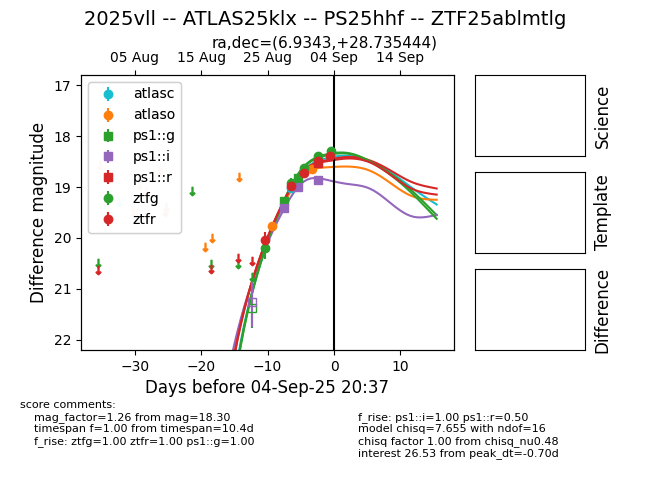 2025vll -- ATLAS25klx -- PS25hhf -- ZTF25ablmtlg
ra,dec=(6.9343,+28.735444)
05 Aug 15 Aug 25 Aug 04 Sep 14 Sep
17
18
19
20
21
22
Difference magnitude
atlasc
atlaso
ps1::g
ps1::i
ps1::r
ztfg
ztfr
−30 −20 −10 0 10
Days before 04-Sep-25 20:37
Science
Template
Difference
score comments:
mag_factor=1.26 from mag=18.30
timespan f=1.00 from timespan=10.4d
f_rise: ztfg=1.00 ztfr=1.00 ps1::g=1.00
f_rise: ps1::i=1.00 ps1::r=0.50
model chisq=7.655 with ndof=16
chisq factor 1.00 from chisq_nu0.48
interest 26.53 from peak_dt=-0.70d